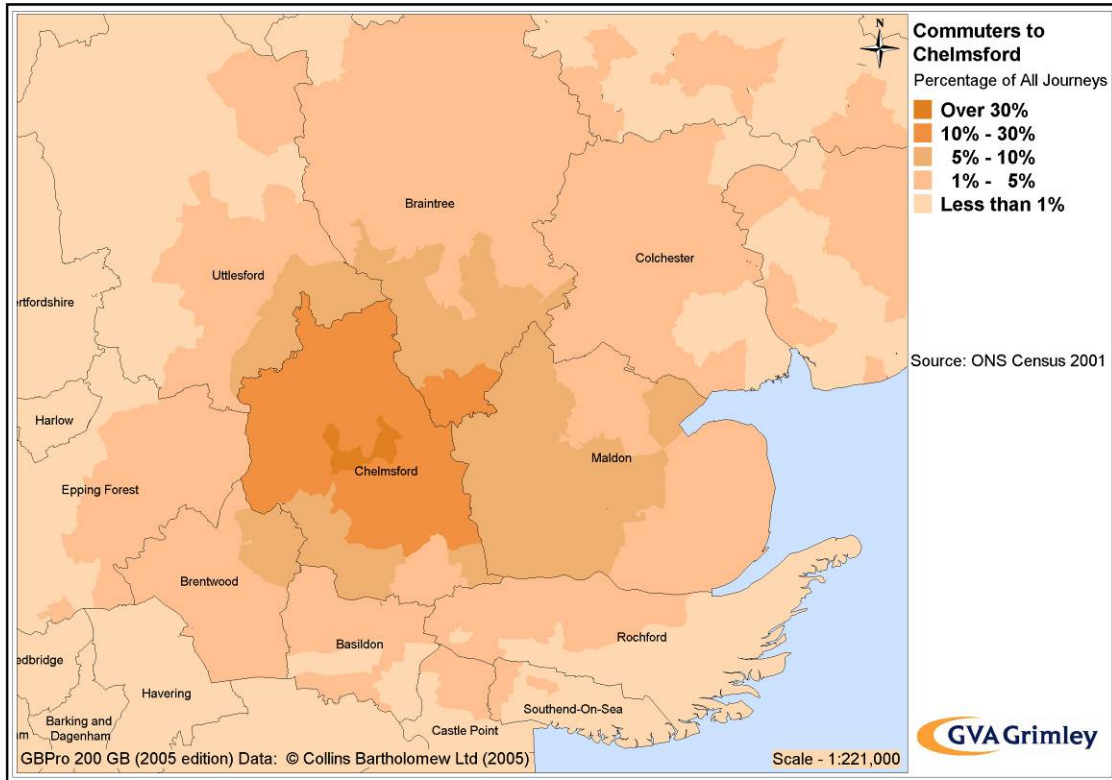 N
Commuters to
Chelmsford
Percentage of All Journeys
Over 30%
10% - 30%
5% - 10%
1% - 5%
Less than 1%
Braintree
Colchester
Uttlesford
ertfordshire
Source: ONS Census 2001
Harlow
Maldon
Chelmsford
Epping Forest
Brentwood
Rochford
Basildon
edbridge
Havering
Southend-On-Sea
Barking and
Dagenham
m
Castle Point
GVA Grimley
GBPro 200 GB (2005 edition) Data: © Collins Bartholomew Ltd (2005)
Scale - 1:221,000